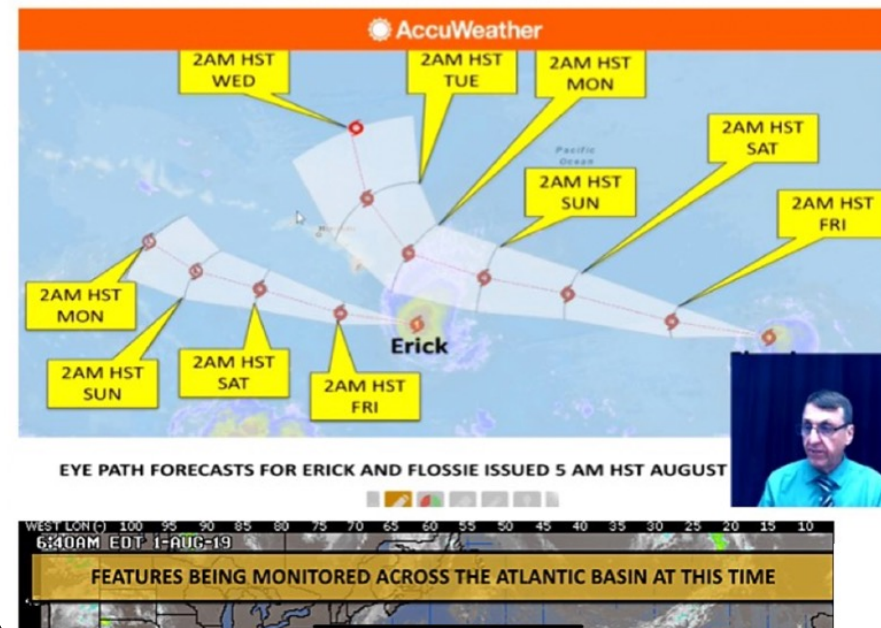 AccuWeather
2AM HST
WED
2AM HST
TUE
2AM HST
MON
2AM HST
SAT
Pacific
Ocean
2AM HST
SUN
2AM HST
FRI
2AM HST
MON
Erick
2AM HST
SUN
2AM HST
SAT
2AM HST
FRI
EYE PATH FORECASTS FOR ERICK AND FLOSSIE ISSUED 5 AM HST AUGUST
WEST LON (-) 100 95 90 85 80 75 70 65 60 55 50 45 40 35 30 25 20 15 10
6:40AM EDT 1-AUG-19
FEATURES BEING MONITORED ACROSS THE ATLANTIC BASIN AT THIS TIME